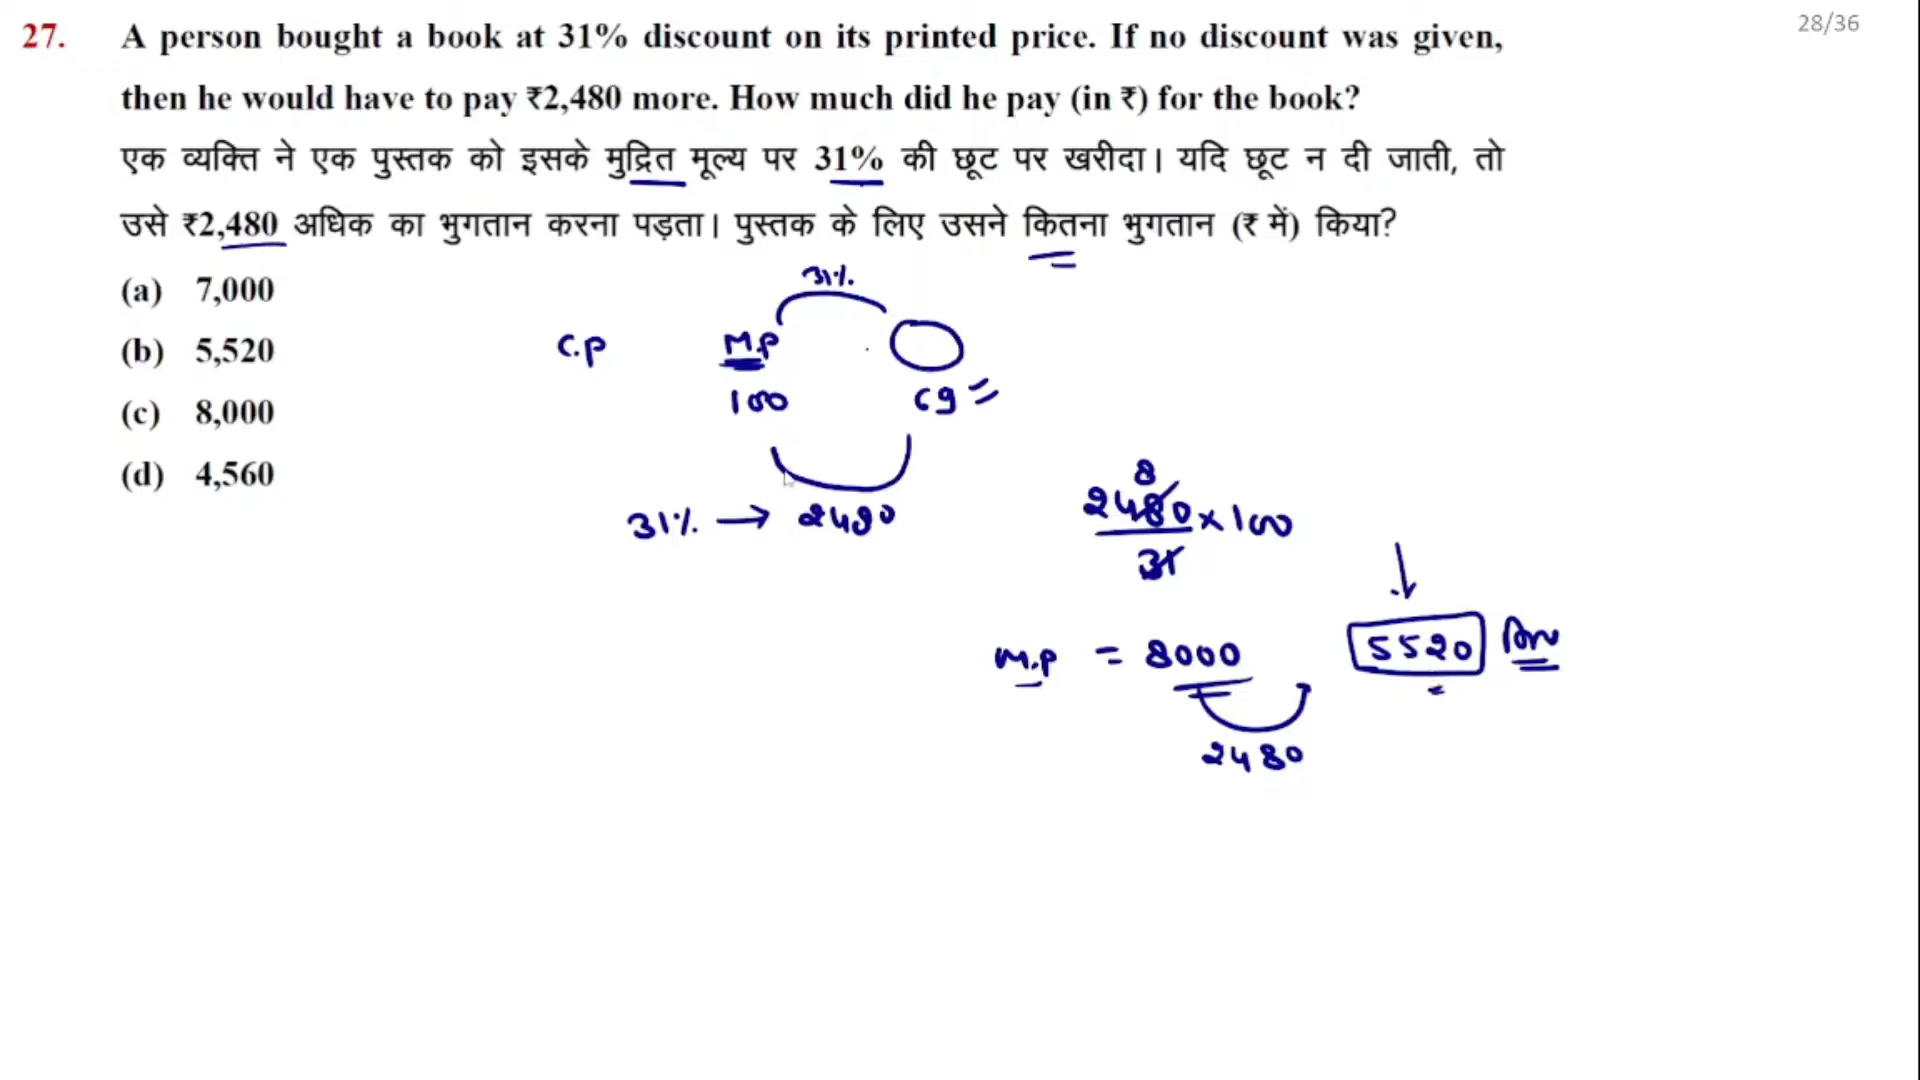 28/36
27. A person bought a book at 31% discount on its printed price. If no discount was given,
then he would have to pay ₹2,480 more. How much did he pay (in ₹) for the book?
एक व्यक्ति ने एक पुस्तक को इसके मुद्रित मूल्य पर 31% की छूट पर खरीदा। यदि छूट न दी जाती, तो
उसे ₹2,480 अधिक का भुगतान करना पड़ता। पुस्तक के लिए उसने कितना भुगतान (₹ में) किया?
(a) 7,000
(b) 5,520
(c) 8,000
(d) 4,560
31%
C.P M.P
100 69 =
31% → 2480
8
2480 × 100
31
M.P = 8000 5520 Ans
2480